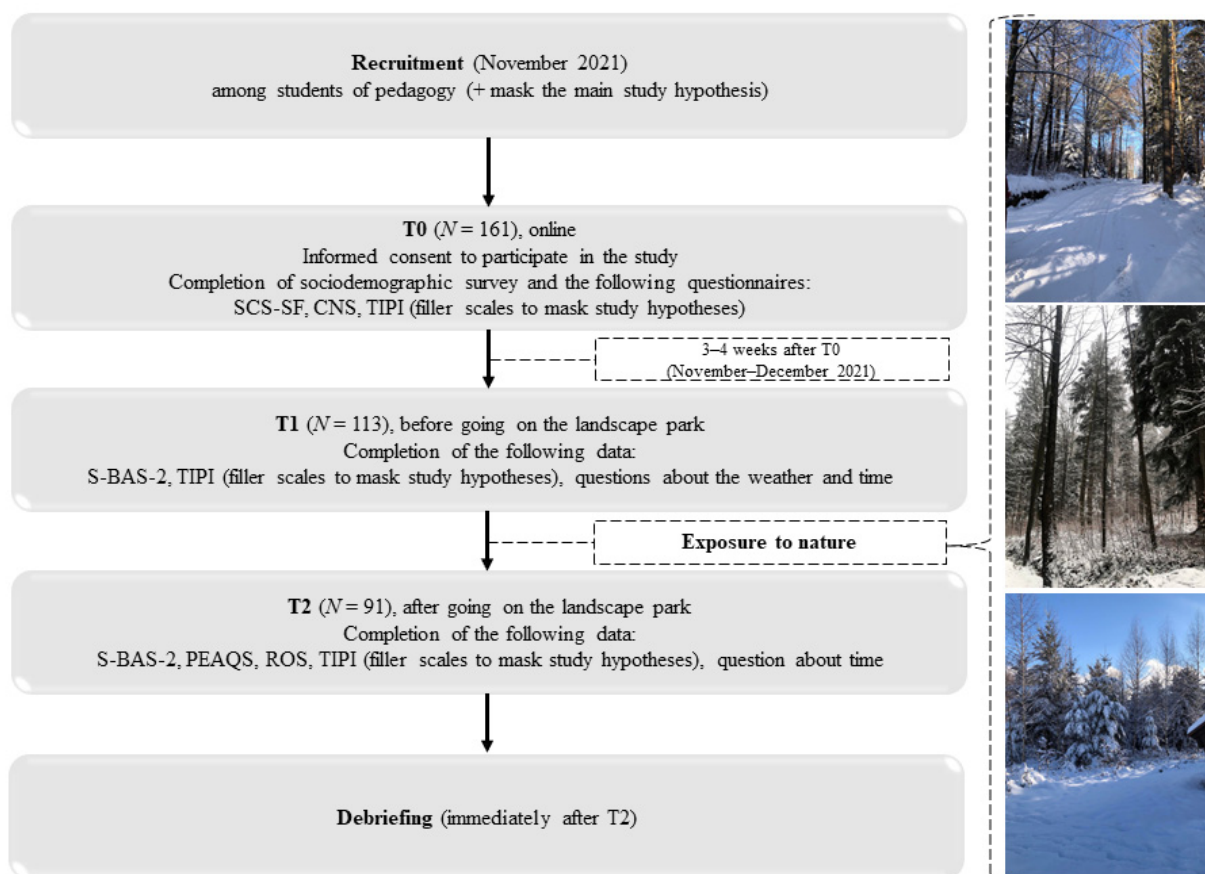 Recruitment (November 2021)
among students of pedagogy (+ mask the main study hypothesis)
T0 (N = 161), online
Informed consent to participate in the study
Completion of sociodemographic survey and the following questionnaires:
SCS-SF, CNS, TIPI (filler scales to mask study hypotheses)
3–4 weeks after T0
(November–December 2021)
T1 (N = 113), before going on the landscape park
Completion of the following data:
S-BAS-2, TIPI (filler scales to mask study hypotheses), questions about the weather and time
Exposure to nature
T2 (N = 91), after going on the landscape park
Completion of the following data:
S-BAS-2, PEAQS, ROS, TIPI (filler scales to mask study hypotheses), question about time
Debriefing (immediately after T2)